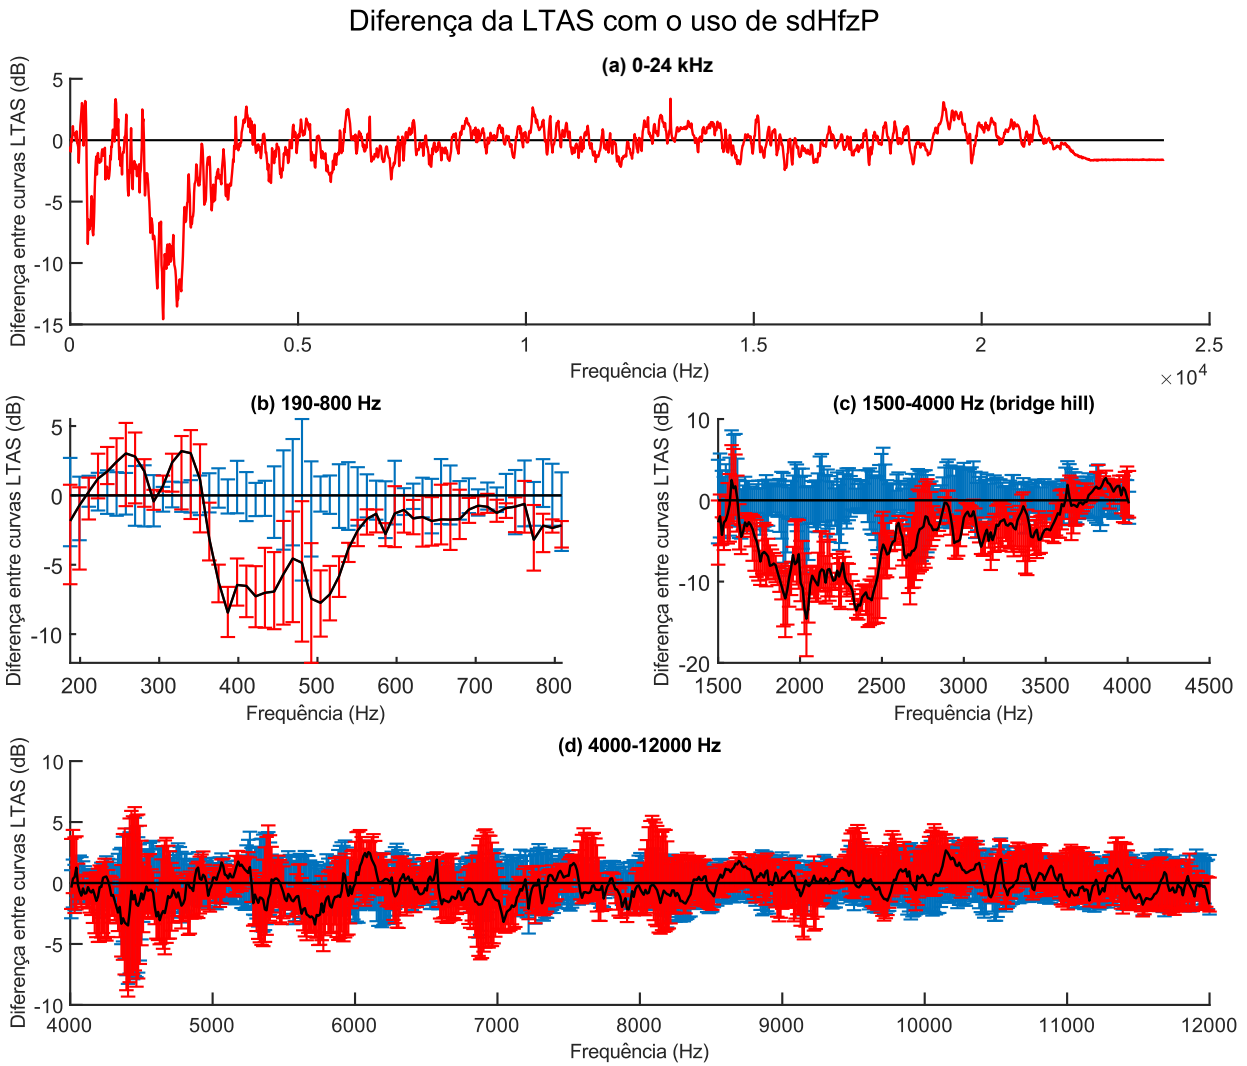 Diferença da LTAS com o uso de sdHfzP
(a) 0-24 kHz
Diferença entre curvas LTAS (dB)
5
0
-5
-10
-15
0 0.5 1 1.5 2 2.5
×10^4
Frequência (Hz)
(b) 190-800 Hz
Diferença entre curvas LTAS (dB)
5
0
-5
-10
200 300 400 500 600 700 800
Frequência (Hz)
(c) 1500-4000 Hz (bridge hill)
Diferença entre curvas LTAS (dB)
10
0
-10
-20
1500 2000 2500 3000 3500 4000 4500
Frequência (Hz)
(d) 4000-12000 Hz
Diferença entre curvas LTAS (dB)
10
5
0
-5
-10
4000 5000 6000 7000 8000 9000 10000 11000 12000
Frequência (Hz)